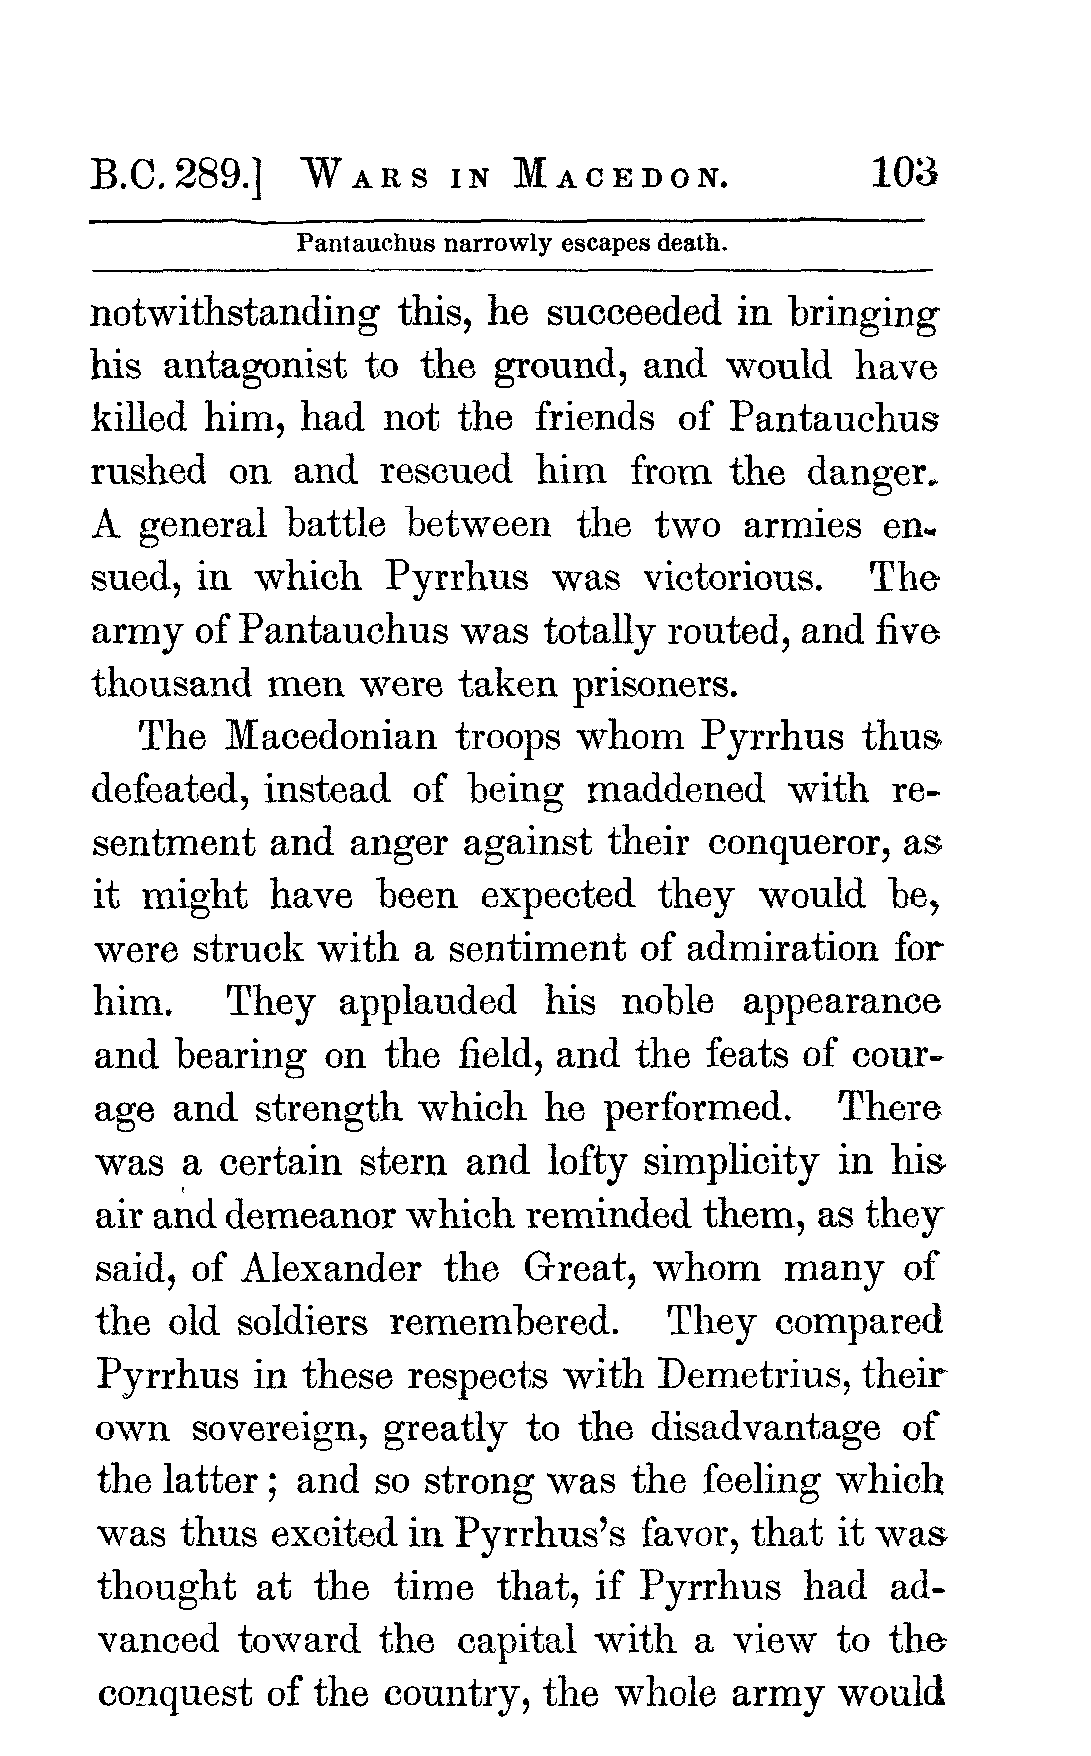 B.C. 289.] WARS IN MACEDON. 103
Pantauchus narrowly escapes death.
notwithstanding this, he succeeded in bringing
his antagonist to the ground, and would have
killed him, had not the friends of Pantauchus
rushed on and rescued him from the danger.
A general battle between the two armies en-
sued, in which Pyrrhus was victorious. The
army of Pantauchus was totally routed, and five
thousand men were taken prisoners.
The Macedonian troops whom Pyrrhus thus
defeated, instead of being maddened with re-
sentment and anger against their conqueror, as
it might have been expected they would be,
were struck with a sentiment of admiration for
him. They applauded his noble appearance
and bearing on the field, and the feats of cour-
age and strength which he performed. There
was a certain stern and lofty simplicity in his
air and demeanor which reminded them, as they
said, of Alexander the Great, whom many of
the old soldiers remembered. They compared
Pyrrhus in these respects with Demetrius, their
own sovereign, greatly to the disadvantage of
the latter; and so strong was the feeling which
was thus excited in Pyrrhus's favor, that it was
thought at the time that, if Pyrrhus had ad-
vanced toward the capital with a view to the
conquest of the country, the whole army would